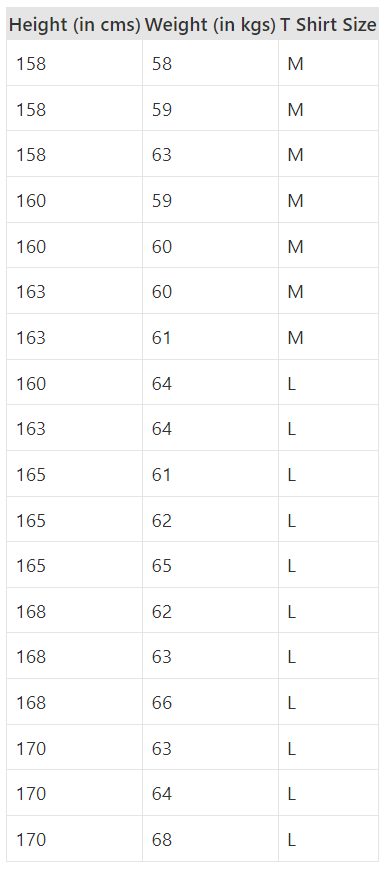 Height (in cms) Weight (in kgs) T Shirt Size
158 58 M
158 59 M
158 63 M
160 59 M
160 60 M
163 60 M
163 61 M
160 64 L
163 64 L
165 61 L
165 62 L
165 65 L
168 62 L
168 63 L
168 66 L
170 63 L
170 64 L
170 68 L